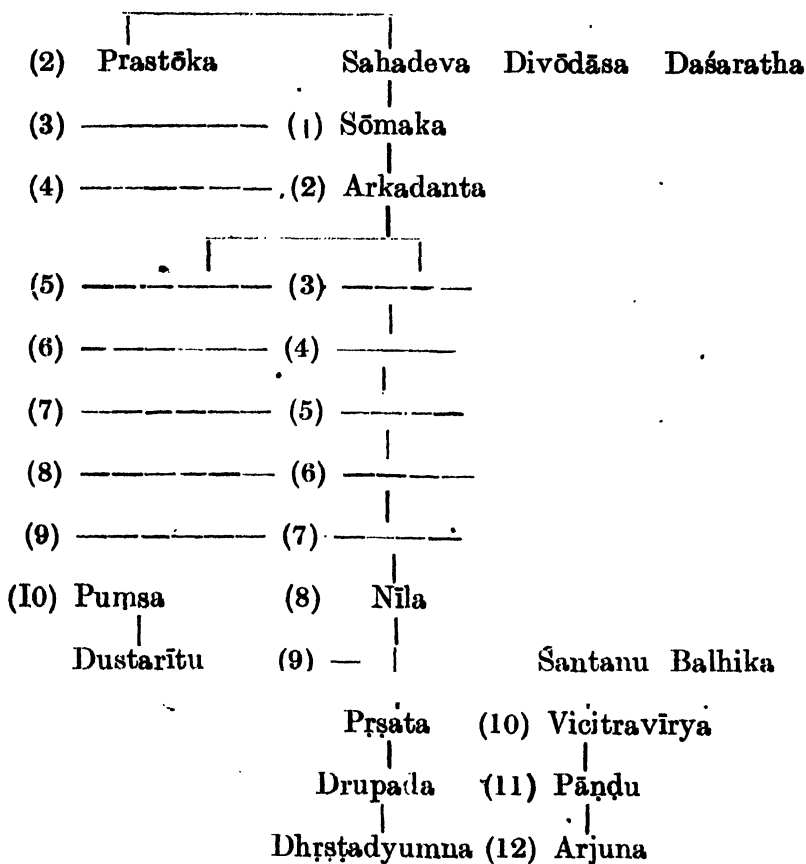 (2) Prastōka Sahadeva Divōdāsa Daśaratha
(3) (1) Sōmaka
(4) (2) Arkadanta
(5) (3)
(6) (4)
(7) (5)
(8) (6)
(9) (7)
(10) Puṃsa (8) Nīla
Dustarītu (9) — Śantanu Balhika
Pṛṣata (10) Vicitravīrya
Drupada (11) Pāṇḍu
Dhṛṣṭadyumna (12) Arjuna